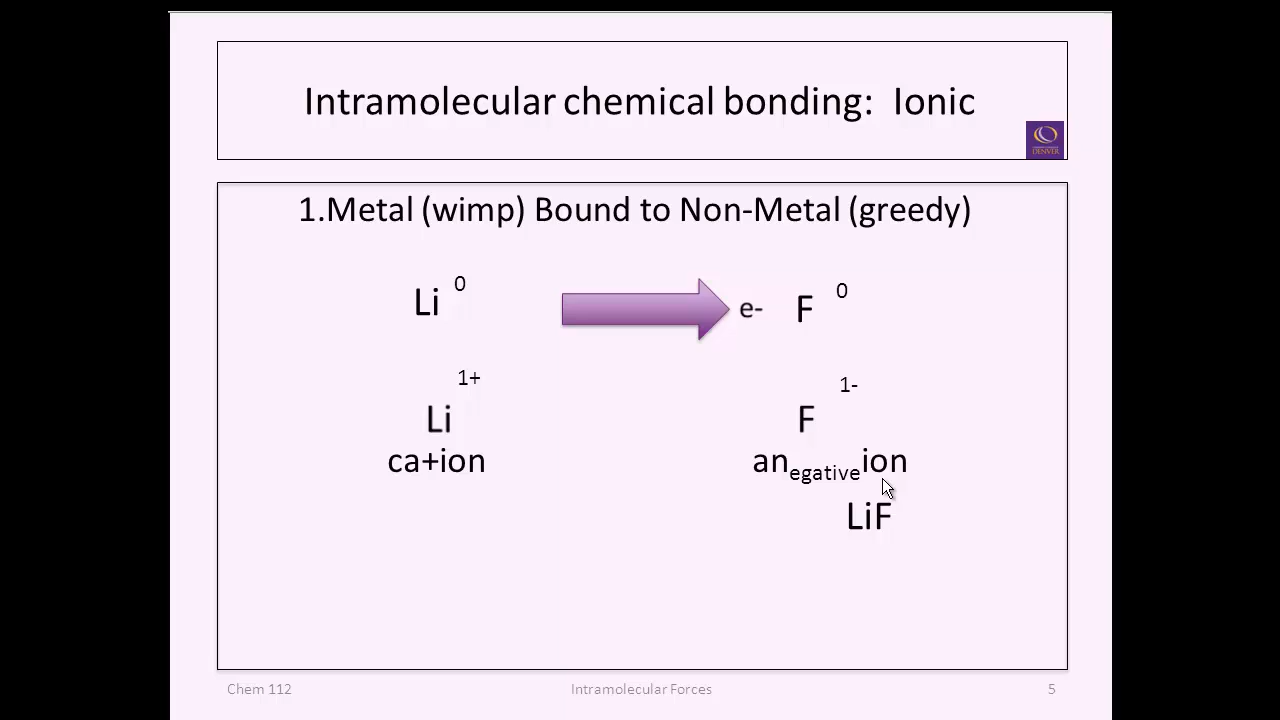 Intramolecular chemical bonding: Ionic
DENVER
1.Metal (wimp) Bound to Non-Metal (greedy)
Li 0 e- F 0
1+ 1-
Li F
ca+ion anegativeion
LiF
Chem 112 Intramolecular Forces 5